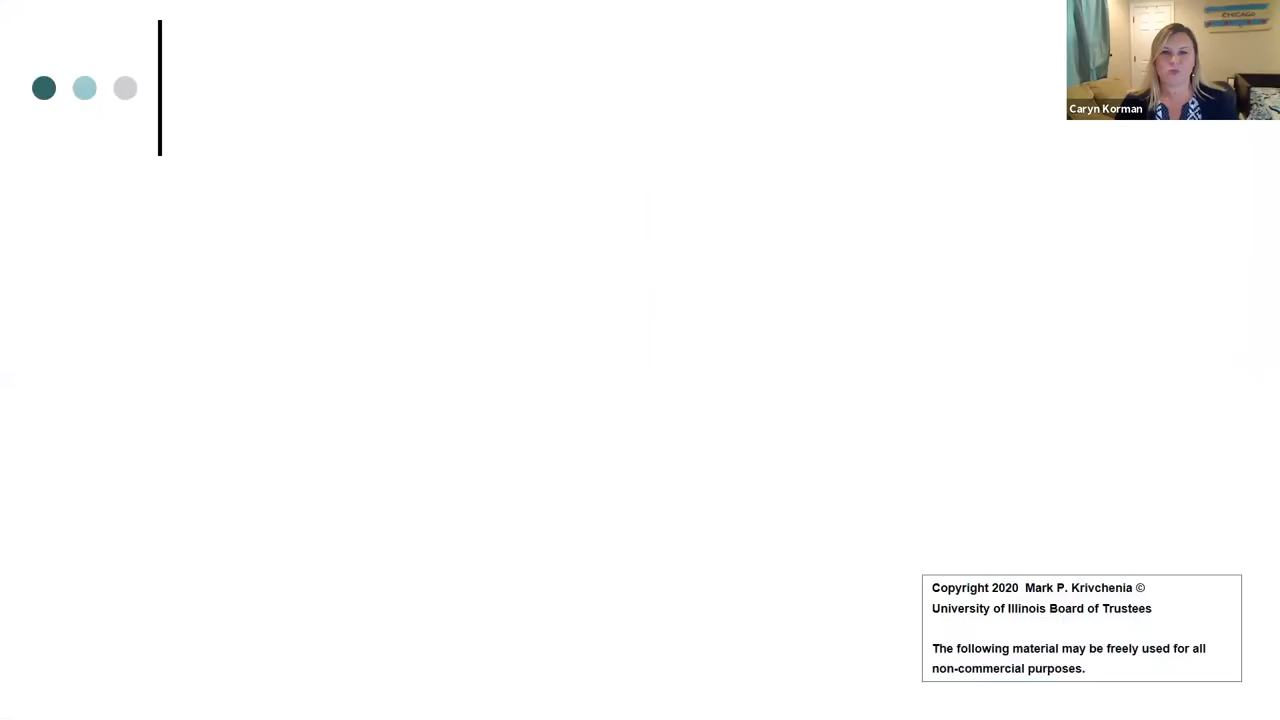 CHICAGO
Caryn Korman
Copyright 2020 Mark P. Krivchenia ©
University of Illinois Board of Trustees
The following material may be freely used for all
non-commercial purposes.